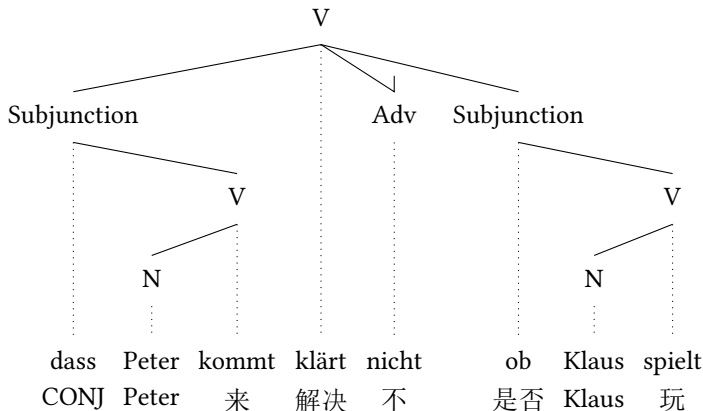 V
Subjunction Adv Subjunction
V V
N N
dass Peter kommt klärt nicht ob Klaus spielt
CONJ Peter 来 解决 不 是否 Klaus 玩